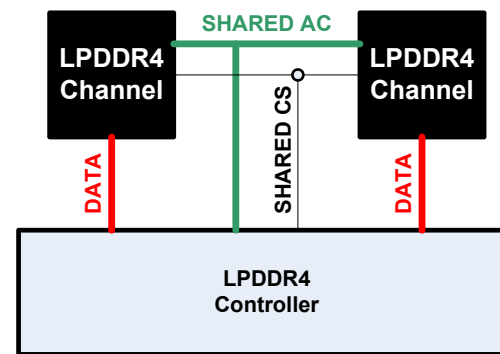 SHARED AC
LPDDR4
Channel
LPDDR4
Channel
SHARED CS
DATA
DATA
LPDDR4
Controller